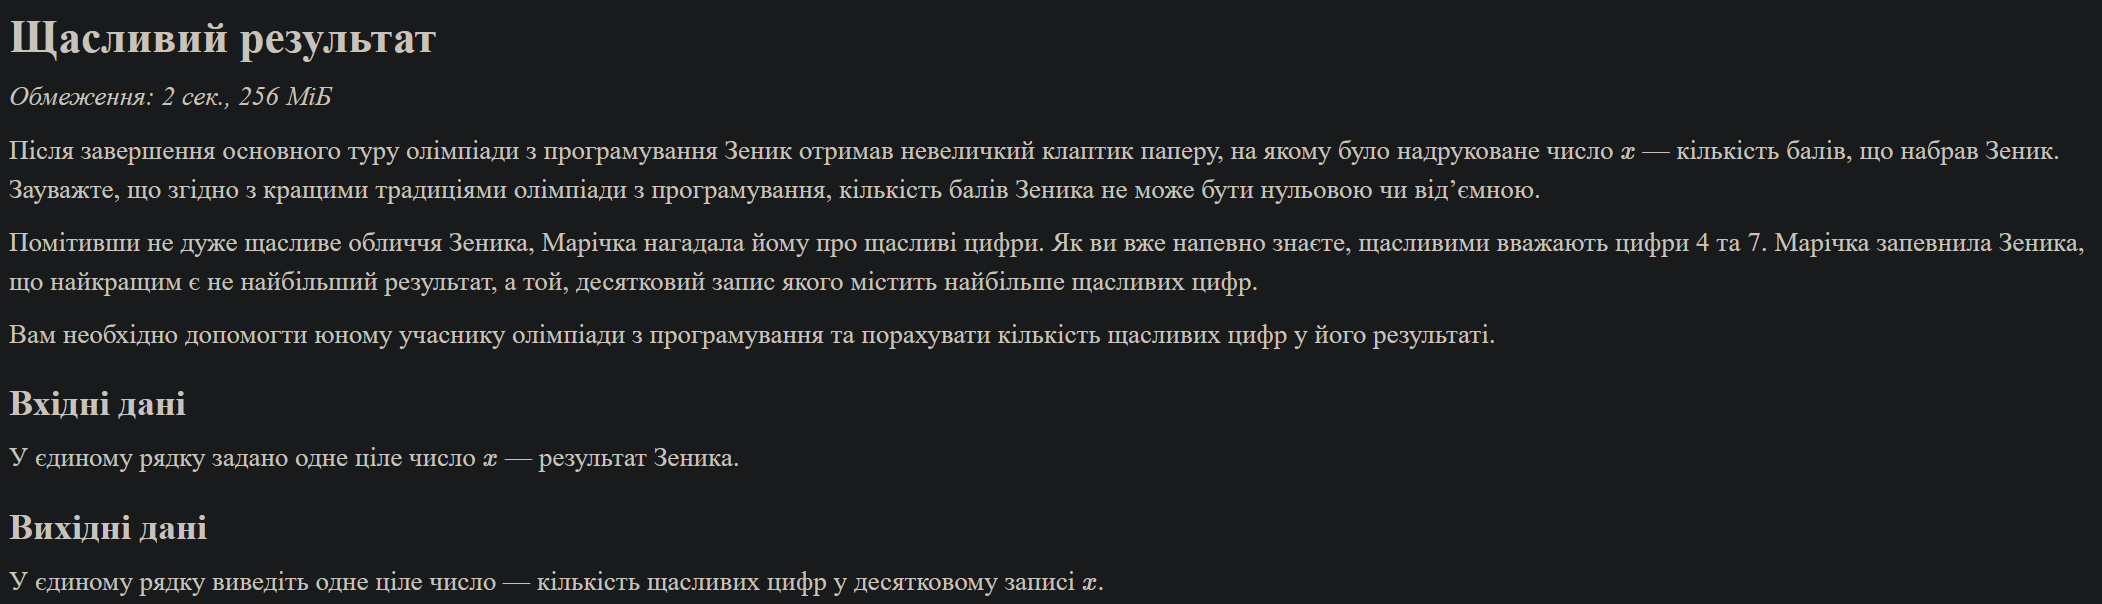 Щасливий результат
Обмеження: 2 сек., 256 МіБ
Після завершення основного туру олімпіади з програмування Зеник отримав невеличкий клаптик паперу, на якому було надруковане число x — кількість балів, що набрав Зеник.
Зауважте, що згідно з кращими традиціями олімпіади з програмування, кількість балів Зеника не може бути нульовою чи від’ємною.
Помітивши не дуже щасливе обличчя Зеника, Марічка нагадала йому про щасливі цифри. Як ви вже напевно знаєте, щасливими вважають цифри 4 та 7. Марічка запевнила Зеника,
що найкращим є не найбільший результат, а той, десятковий запис якого містить найбільше щасливих цифр.
Вам необхідно допомогти юному учаснику олімпіади з програмування та порахувати кількість щасливих цифр у його результаті.
Вхідні дані
У єдиному рядку задано одне ціле число x — результат Зеника.
Вихідні дані
У єдиному рядку виведіть одне ціле число — кількість щасливих цифр у десятковому записі x.